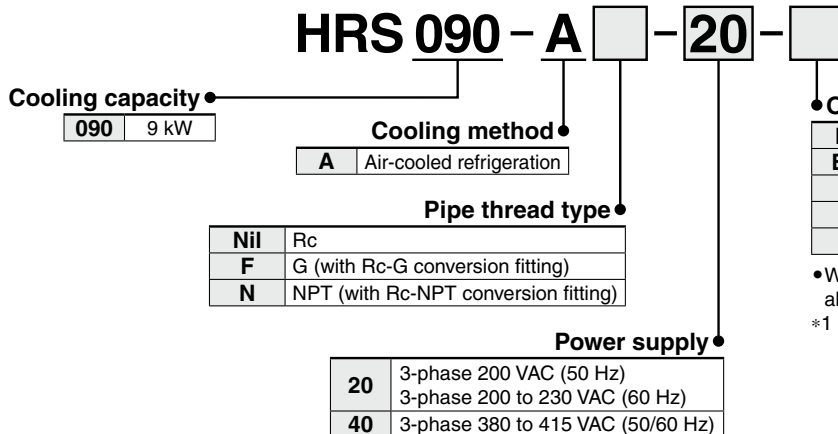 HRS 090 - A - 20 -
Cooling capacity
090 9 kW
Cooling method
A Air-cooled refrigeration
Pipe thread type
Nil Rc
F G (with Rc-G conversion fitting)
N NPT (with Rc-NPT conversion fitting)
Power supply
20 3-phase 200 VAC (50 Hz)
3-phase 200 to 230 VAC (60 Hz)
40 3-phase 380 to 415 VAC (50/60 Hz)
*1